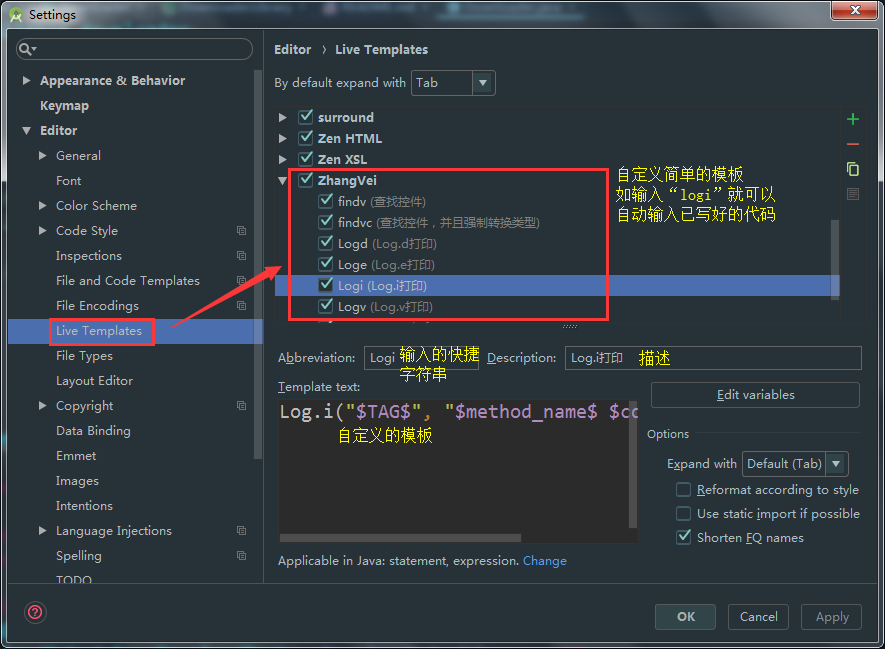 Settings
Appearance & Behavior
Keymap
Editor
General
Font
Color Scheme
Code Style
Inspections
File and Code Templates
File Encodings
Live Templates
File Types
Layout Editor
Copyright
Data Binding
Emmet
Images
Intentions
Language Injections
Spelling
TODO
Editor › Live Templates
By default expand with Tab
surround
Zen HTML
Zen XSL
ZhangVei
findv (查找控件)
findvc (查找控件，并且强制转换类型)
Logd (Log.d打印)
Loge (Log.e打印)
Logi (Log.i打印)
Logv (Log.v打印)
自定义简单的模板
如输入“logi”就可以
自动输入已写好的代码
Abbreviation: Logi 输入的快捷
字符串
Description: Log.i打印 描述
Template text:
Log.i("$TAG$", "$method_name$ $co
自定义的模板
Edit variables
Options
Expand with Default (Tab)
Reformat according to style
Use static import if possible
Shorten FQ names
Applicable in Java: statement, expression. Change
?
OK
Cancel
Apply